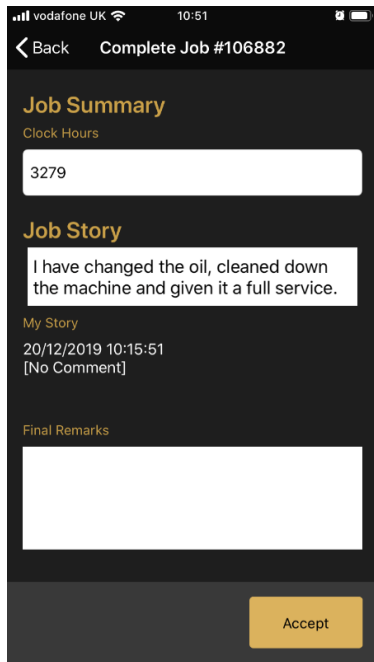 vodafone UK 10:51
Back Complete Job #106882
Job Summary
Clock Hours
3279
Job Story
I have changed the oil, cleaned down
the machine and given it a full service.
My Story
20/12/2019 10:15:51
[No Comment]
Final Remarks
Accept